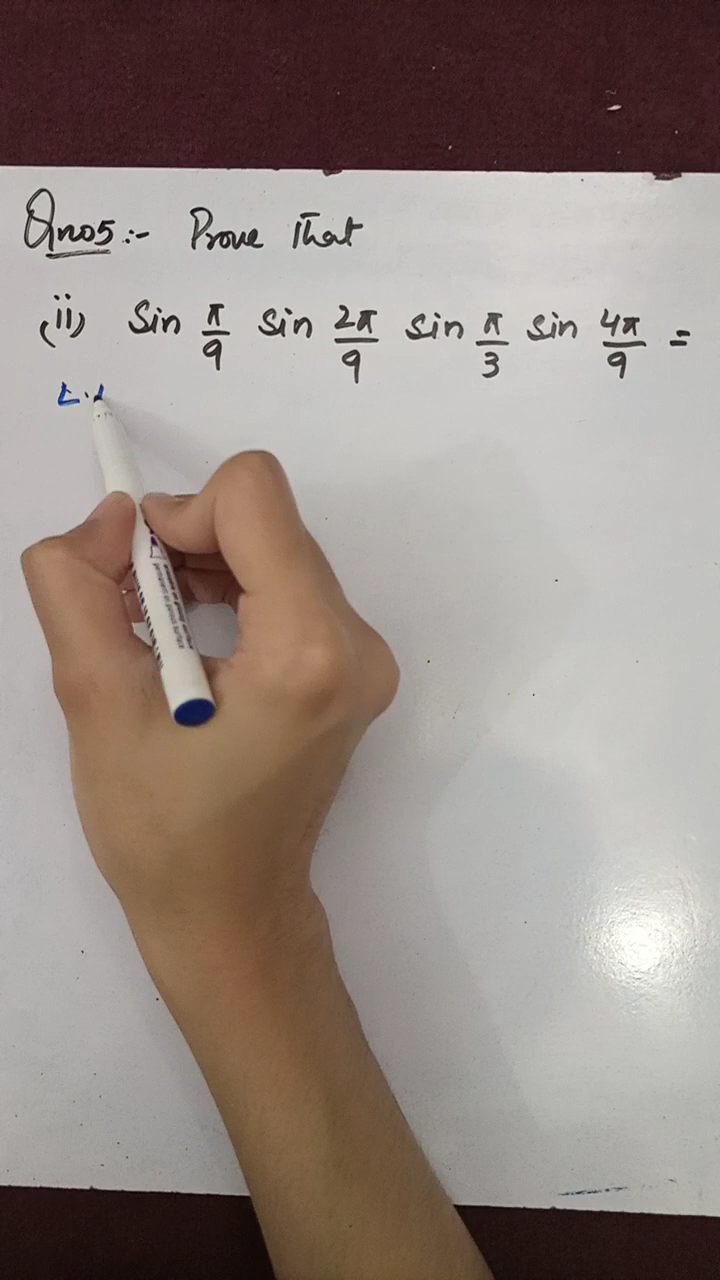 Qno5:- Prove That
(ii) Sin π/9 sin 2π/9 sin π/3 sin 4π/9 =
L.